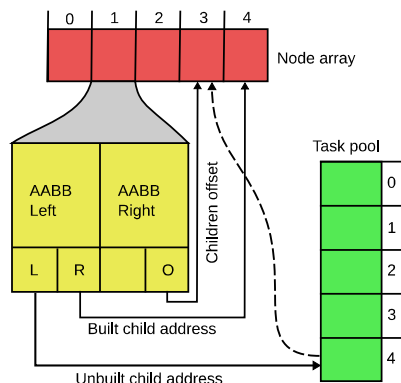 0 1 2 3 4
Node array
Task pool
AABB
Left
AABB
Right
L R O
Children offset
Built child address
Unbuilt child address
0
1
2
3
4